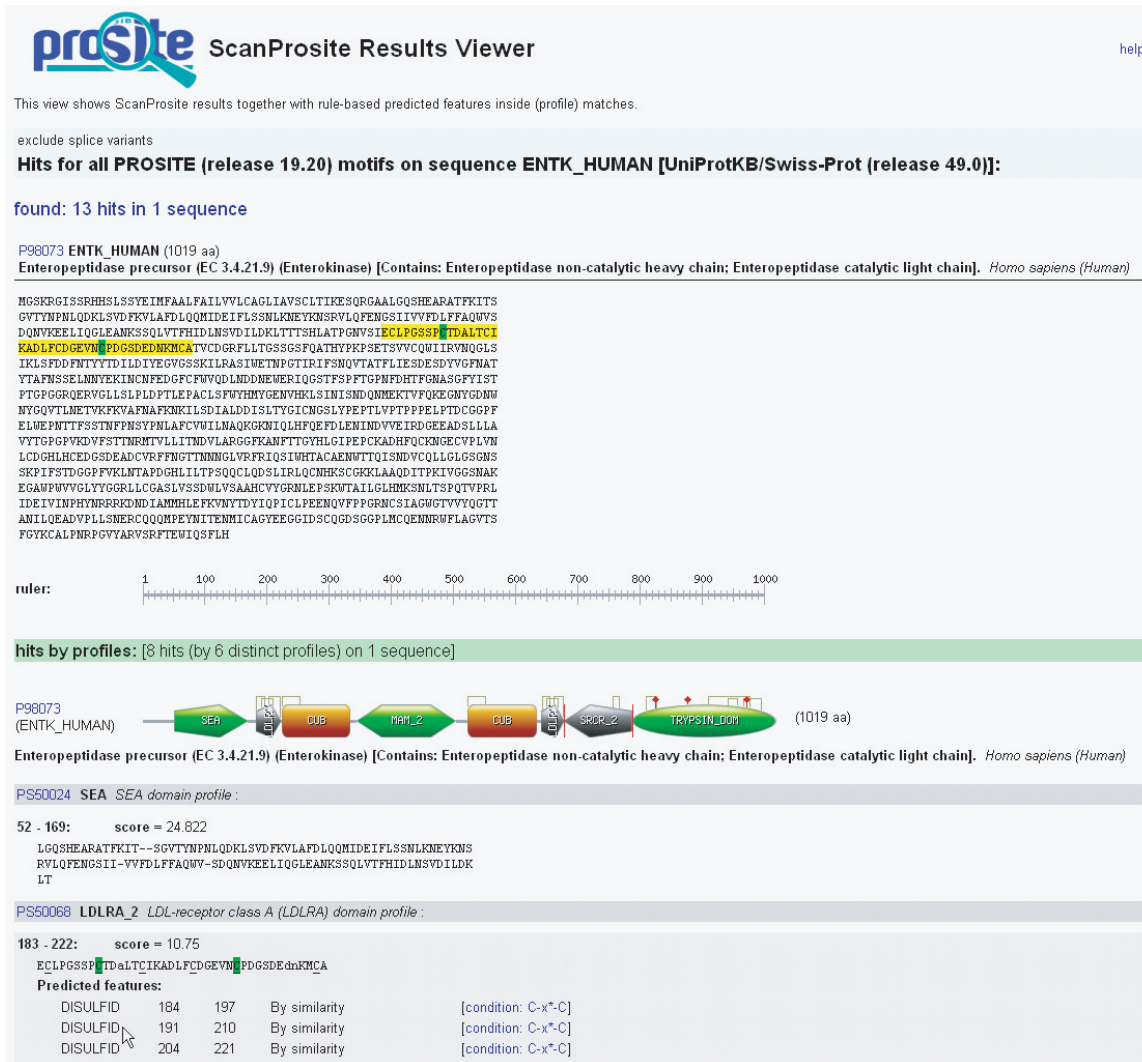 prosite SIB ScanProsite Results Viewer
help
This view shows ScanProsite results together with rule-based predicted features inside (profile) matches.
exclude splice variants
Hits for all PROSITE (release 19.20) motifs on sequence ENTK_HUMAN [UniProtKB/Swiss-Prot (release 49.0)]:
found: 13 hits in 1 sequence
P98073 ENTK_HUMAN (1019 aa)
Enteropeptidase precursor (EC 3.4.21.9) (Enterokinase) [Contains: Enteropeptidase non-catalytic heavy chain; Enteropeptidase catalytic light chain]. Homo sapiens (Human)
MGSKRGISSRHHSLSSYEIMFAALFAILVVLCAGLIAVSCLTIKESQRGAALGQSHEARATFKITS
GVTYNPNLQDKLSVDFKVLAFDLQQMIDEIFLSSNLKNEYKNSRVLQFENGSIIVVFDLFFAQWVS
DQNVKEELIQGLEANKSSQLVTFHIDLNSVDILDKLTTTSHLATPGNVSIECLPGSSPCTDALTCI
KADLFCDGEVNCPDGSDEDNKMCATVCDGRFLLTGSSGSFQATHYPKPSETSVVCQWIIRVNQGLS
IKLSFDDFNTYYTDILDIYEGVGSSKILRASIWETNPGTIRIFSNQVTATFLIESDESDYVGFNAT
YTAFNSSELNNYEKINCNFEDGFCFWVQDLNDDNEWERIQGSTFSPFTGPNFDHTFGNASGFYIST
PTGPGGRQERVGLLSLPLDPTLEPACLSFWYHMYGENVHKLSINISNDQNMEKTVFQKEGNYGDNW
NYGQVTLNETVKFKVAFNAFKNKILSDIALDDISLTYGICNGSLYPEPTLVPTPPPELPTDCGGPF
ELWEPNTTFSSTNFPNSYPNLAFCVWILNAQKGKNIQLHFQEFDLENINDVVEIRDGEEADSLLLA
VYTGPGPVKDVFSTTNRMTVLLITNDVLARGGFKANFTTGYHLGIPEPCKADHFQCKNGECVPLVN
LCDGHLHCEDGSDEADCVRFFNGTTNNNGLVRFRIQSIWHTACAENWTTQISNDVCQLLGLGSGNS
SKPIFSTDGGPFVKLNTAPDGHLILTPSQQCLQDSLIRLQCNHKSCGKKLAAQDITPKIVGGSNAK
EGAWPWVVGLYYGGRLLCGASLVSSDWLVSAAHCVYGRNLEPSKWTAILGLHMKSNLTSPQTVPRL
IDEIVINPHYNRRRKDNDIAMMHLEFKVNYTDYIQPICLPEENQVFPPGRNCSIAGWGTVVYQGTT
ANILQEADVPLLSNERCQQQMPEYNITENMICAGYEEGGIDSCQGDSGGPLMCQENNRWFLAGVTS
FGYKCALPNRPGVYARVSRFTEWIQSFLH
ruler: 1 100 200 300 400 500 600 700 800 900 1000
hits by profiles: [8 hits (by 6 distinct profiles) on 1 sequence]
P98073
(ENTK_HUMAN) SEA CUB MAM_2 CUB SRCR_2 TRYPSIN_DOM (1019 aa)
Enteropeptidase precursor (EC 3.4.21.9) (Enterokinase) [Contains: Enteropeptidase non-catalytic heavy chain; Enteropeptidase catalytic light chain]. Homo sapiens (Human)
PS50024 SEA SEA domain profile :
52 - 169: score = 24.822
LGQSHEARATFKIT--SGVTYNPNLQDKLSVDFKVLAFDLQQMIDEIFLSSNLKNEYKNS
RVLQFENGSII-VVFDLFFAQWV-SDQNVKEELIQGLEANKSSQLVTFHIDLNSVDILDK
LT
PS50068 LDLRA_2 LDL-receptor class A (LDLRA) domain profile :
183 - 222: score = 10.75
ECLPGSSPCTDaLTCIKADLFCDGEVNCPDGSDEdnKMCA
Predicted features:
DISULFID 184 197 By similarity [condition: C-x*-C]
DISULFID 191 210 By similarity [condition: C-x*-C]
DISULFID 204 221 By similarity [condition: C-x*-C]